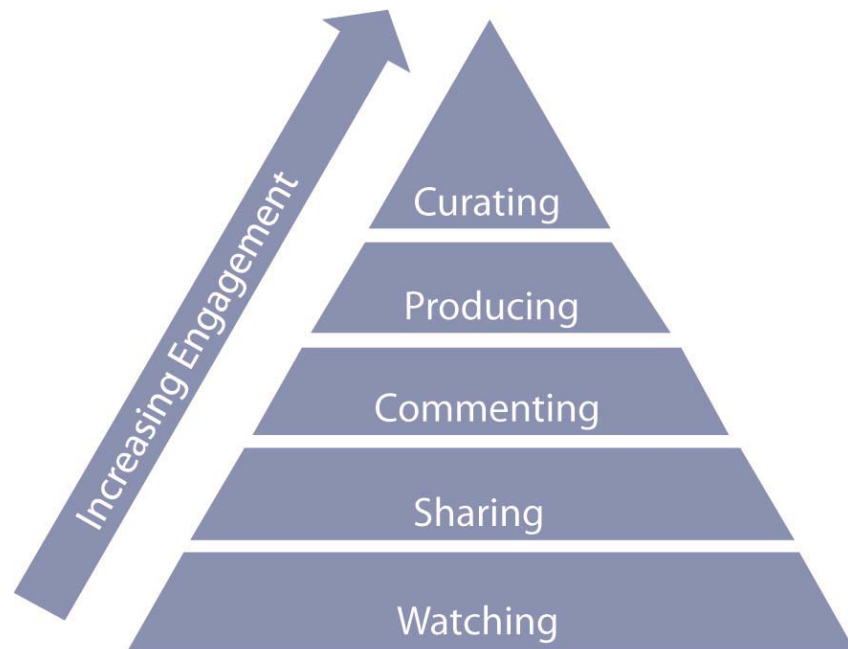 Increasing Engagement
Curating
Producing
Commenting
Sharing
Watching